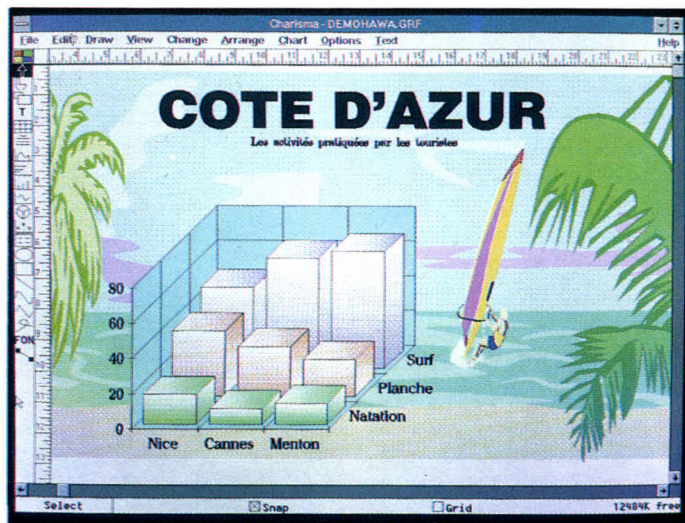 Charisma - DEMOHAWA.GRF
File Edit Draw View Change Arrange Chart Options Text Help
COTE D'AZUR
Les activités pratiquées par les touristes
80
60
40
20
0
Surf
Planche
Natation
Nice Cannes Menton
T
FON
Select Snap Grid 12484K free